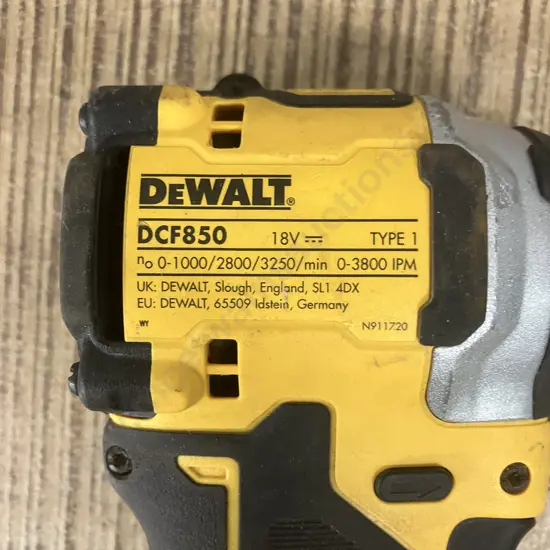 DEWALT®
DCF850 18V TYPE 1
no 0-1000/2800/3250/min 0-3800 IPM
UK: DEWALT, Slough, England, SL1 4DX
EU: DEWALT, 65509 Idstein, Germany
WY N911720